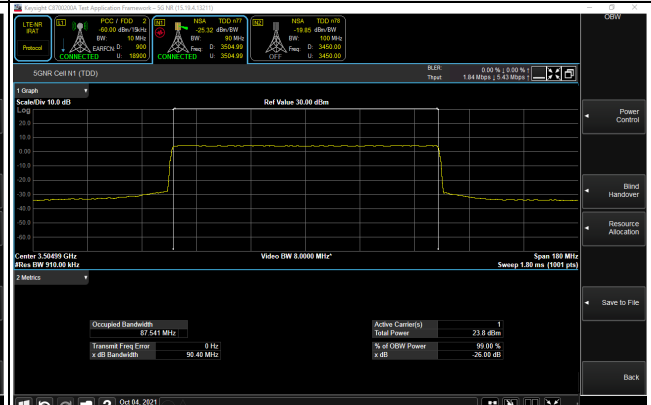 Keysight C8700200A Test Application Framework - 5G NR (15.19.4.15211)
OBW
LTE-NR
IRAT
Protocol
L1
PCC / FDD 2
-60.00 dBm/15kHz
BW: 10 MHz
EARFCN: D: 900
U: 18900
CONNECTED
N1
NSA TDD n77
-25.32 dBm/BW
BW: 90 MHz
Freq: D: 3504.99
U: 3504.99
CONNECTED
N2
NSA TDD n78
-19.85 dBm/BW
BW: 100 MHz
Freq: D: 3450.00
U: 3450.00
OFF
5GNR Cell N1 (TDD)
BLER: 0.00 % ↓ 0.00 % ↑
Thput: 1.84 Mbps ↓ 5.43 Mbps ↑
1 Graph
Scale/Div 10.0 dB
Ref Value 30.00 dBm
Log
20.0
10.0
0.00
-10.0
-20.0
-30.0
-40.0
-50.0
-60.0
Center 3.50499 GHz
Video BW 8.0000 MHz*
Span 180 MHz
#Res BW 910.00 kHz
Sweep 1.80 ms (1001 pts)
2 Metrics
Occupied Bandwidth
87.541 MHz
Transmit Freq Error 0 Hz
x dB Bandwidth 90.40 MHz
Active Carrier(s) 1
Total Power 23.8 dBm
% of OBW Power 99.00 %
x dB -26.00 dB
Power
Control
Blind
Handover
Resource
Allocation
Save to File
Back
Oct 04, 2021